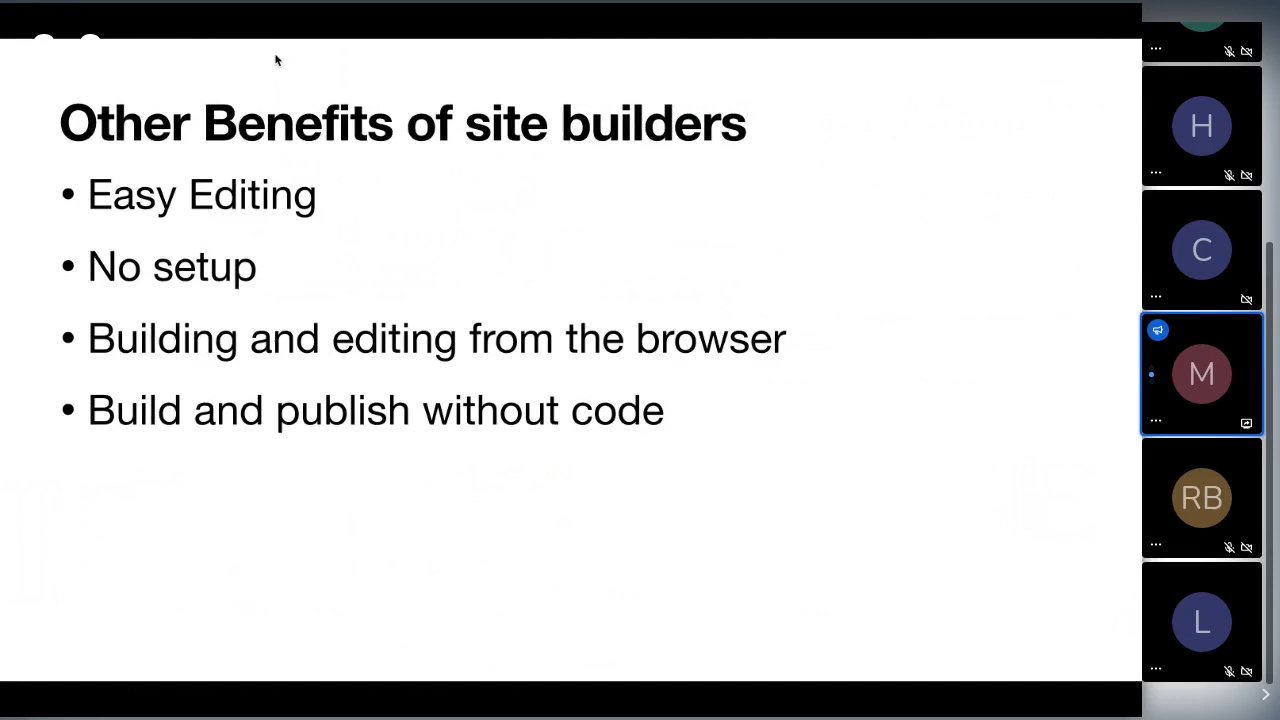 Other Benefits of site builders
• Easy Editing
• No setup
• Building and editing from the browser
• Build and publish without code
H
C
M
RB
L